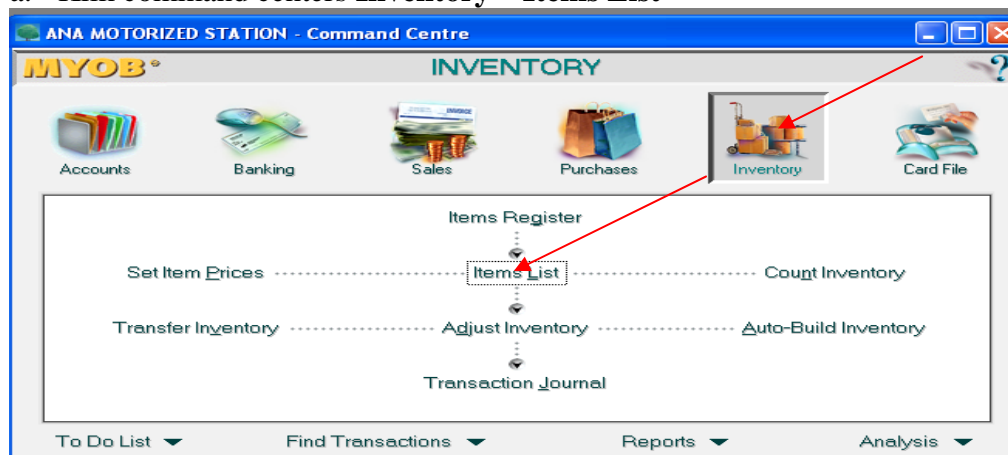 ANA MOTORIZED STATION - Command Centre
MYOB INVENTORY ?
Accounts Banking Sales Purchases Inventory Card File
Items Register
Set Item Prices Items List Count Inventory
Transfer Inventory Adjust Inventory Auto-Build Inventory
Transaction Journal
To Do List Find Transactions Reports Analysis